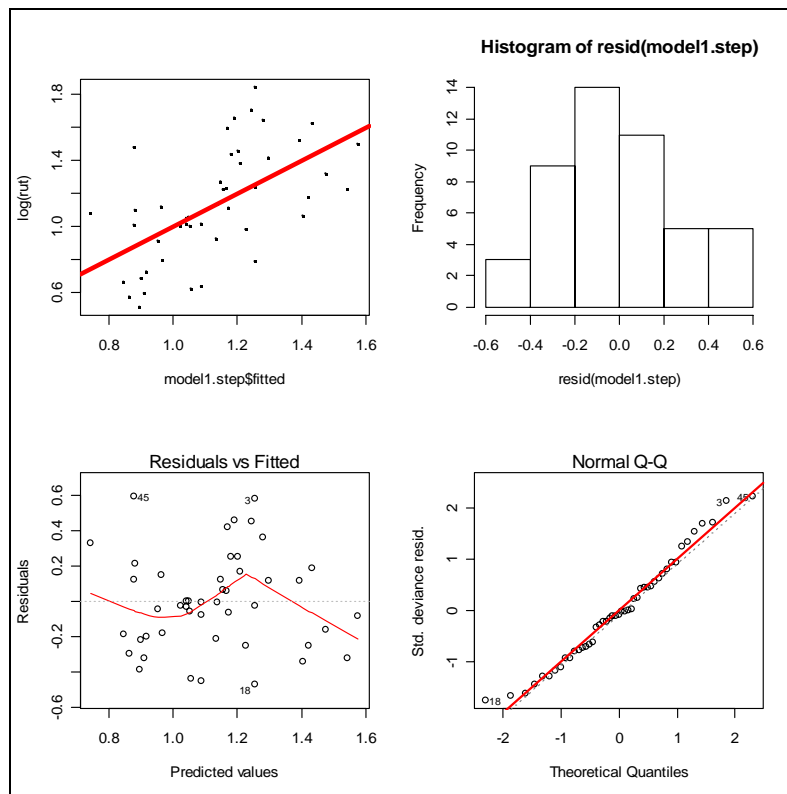 log(rut)
1.8
1.4
1.0
0.6
0.8 1.0 1.2 1.4 1.6
model1.step$fitted
Histogram of resid(model1.step)
Frequency
14
12
10
8
6
4
2
0
-0.6 -0.4 -0.2 0.0 0.2 0.4 0.6
resid(model1.step)
Residuals vs Fitted
Residuals
0.6
0.2
-0.2
-0.6
45
3
18
0.8 1.0 1.2 1.4 1.6
Predicted values
Normal Q-Q
Std. deviance resid.
2
1
0
1
3
45
18
-2 -1 0 1 2
Theoretical Quantiles